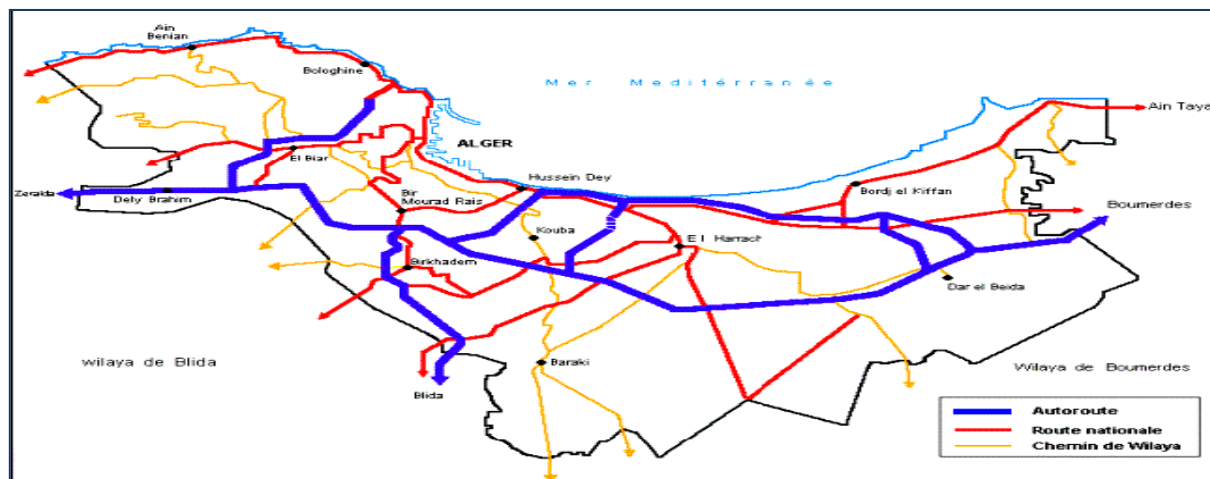 Ain
Benian
Bologhine
Mer Mediterranée
Ain Taya
ALGER
El Biar
Zeralda
Dely Brahim
Hussein Dey
Bir
Mourad Rais
Bordj el Kiffan
Boumerdes
Kouba
El Harrach
Birkhadem
Dar el Beida
wilaya de Blida
Baraki
Wilaya de Boumerdes
Blida
Autoroute
Route nationale
Chemin de Wilaya